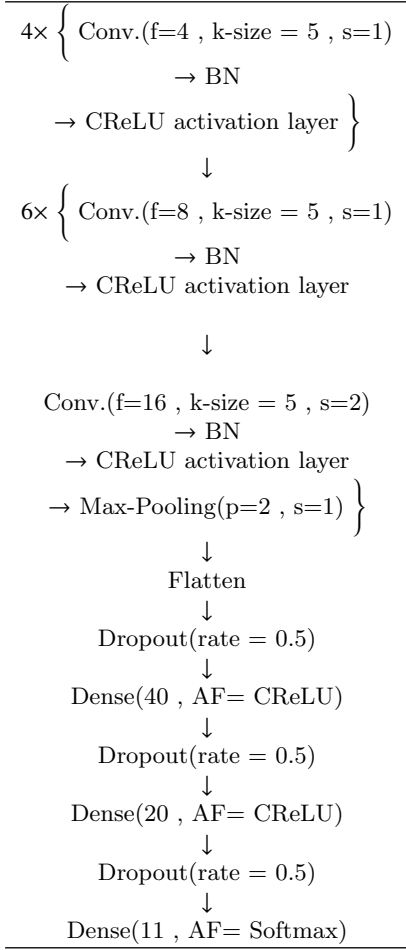 4× { Conv.(f=4 , k-size = 5 , s=1)
→ BN
→ CReLU activation layer }
↓
6× { Conv.(f=8 , k-size = 5 , s=1)
→ BN
→ CReLU activation layer
↓
Conv.(f=16 , k-size = 5 , s=2)
→ BN
→ CReLU activation layer
→ Max-Pooling(p=2 , s=1) }
↓
Flatten
↓
Dropout(rate = 0.5)
↓
Dense(40 , AF= CReLU)
↓
Dropout(rate = 0.5)
↓
Dense(20 , AF= CReLU)
↓
Dropout(rate = 0.5)
↓
Dense(11 , AF= Softmax)